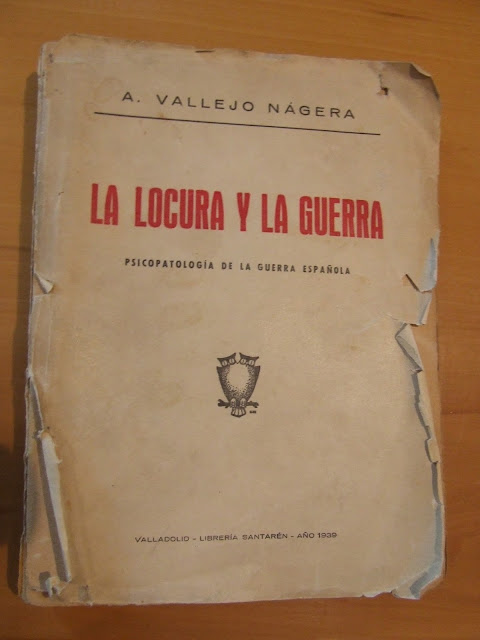 A. VALLEJO NÁGERA
LA LOCURA Y LA GUERRA
PSICOPATOLOGÍA DE LA GUERRA ESPAÑOLA
VALLADOLID - LIBRERÍA SANTARÉN - AÑO 1939